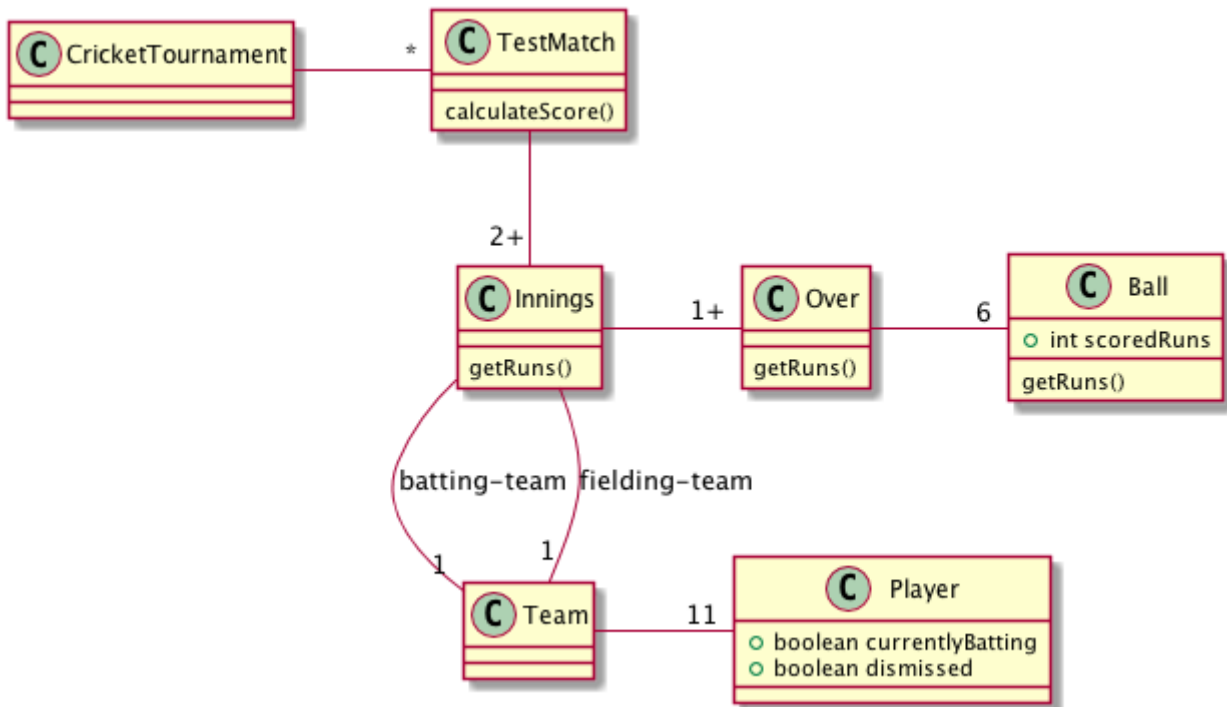 C CricketTournament
*
C TestMatch
calculateScore()
2+
C Innings
getRuns()
1+
C Over
getRuns()
6
C Ball
int scoredRuns
getRuns()
batting-team
fielding-team
1
1
C Team
11
C Player
boolean currentlyBatting
boolean dismissed